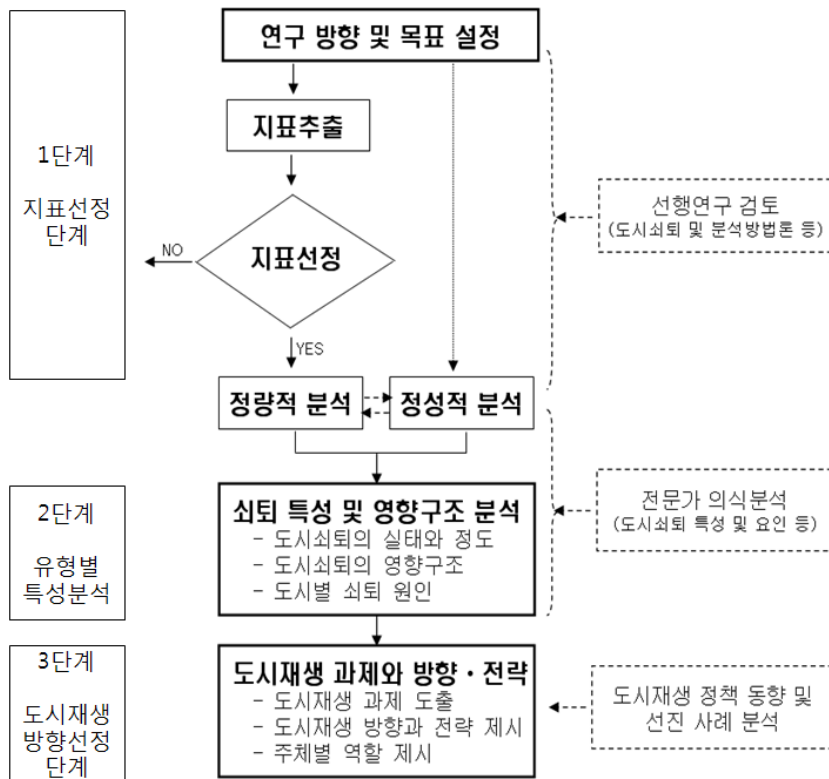 연구 방향 및 목표 설정
지표추출
1단계
지표선정
단계
선행연구 검토
(도시쇠퇴 및 분석방법론 등)
NO
지표선정
YES
정량적 분석
정성적 분석
2단계
유형별
특성분석
쇠퇴 특성 및 영향구조 분석
- 도시쇠퇴의 실태와 정도
- 도시쇠퇴의 영향구조
- 도시별 쇠퇴 원인
전문가 의식분석
(도시쇠퇴 특성 및 요인 등)
3단계
도시재생
방향선정
단계
도시재생 과제와 방향・전략
- 도시재생 과제 도출
- 도시재생 방향과 전략 제시
- 주체별 역할 제시
도시재생 정책 동향 및
선진 사례 분석